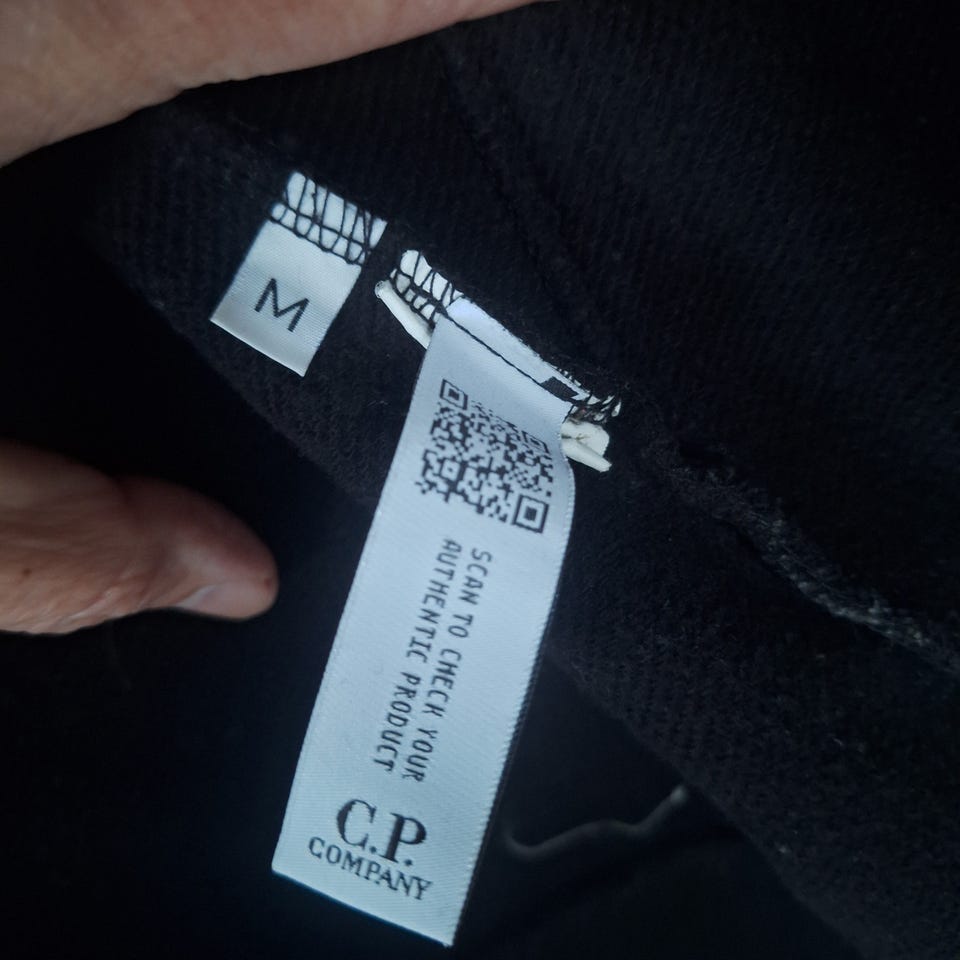 M
SCAN TO CHECK YOUR
AUTHENTIC PRODUCT
C.P.
COMPANY